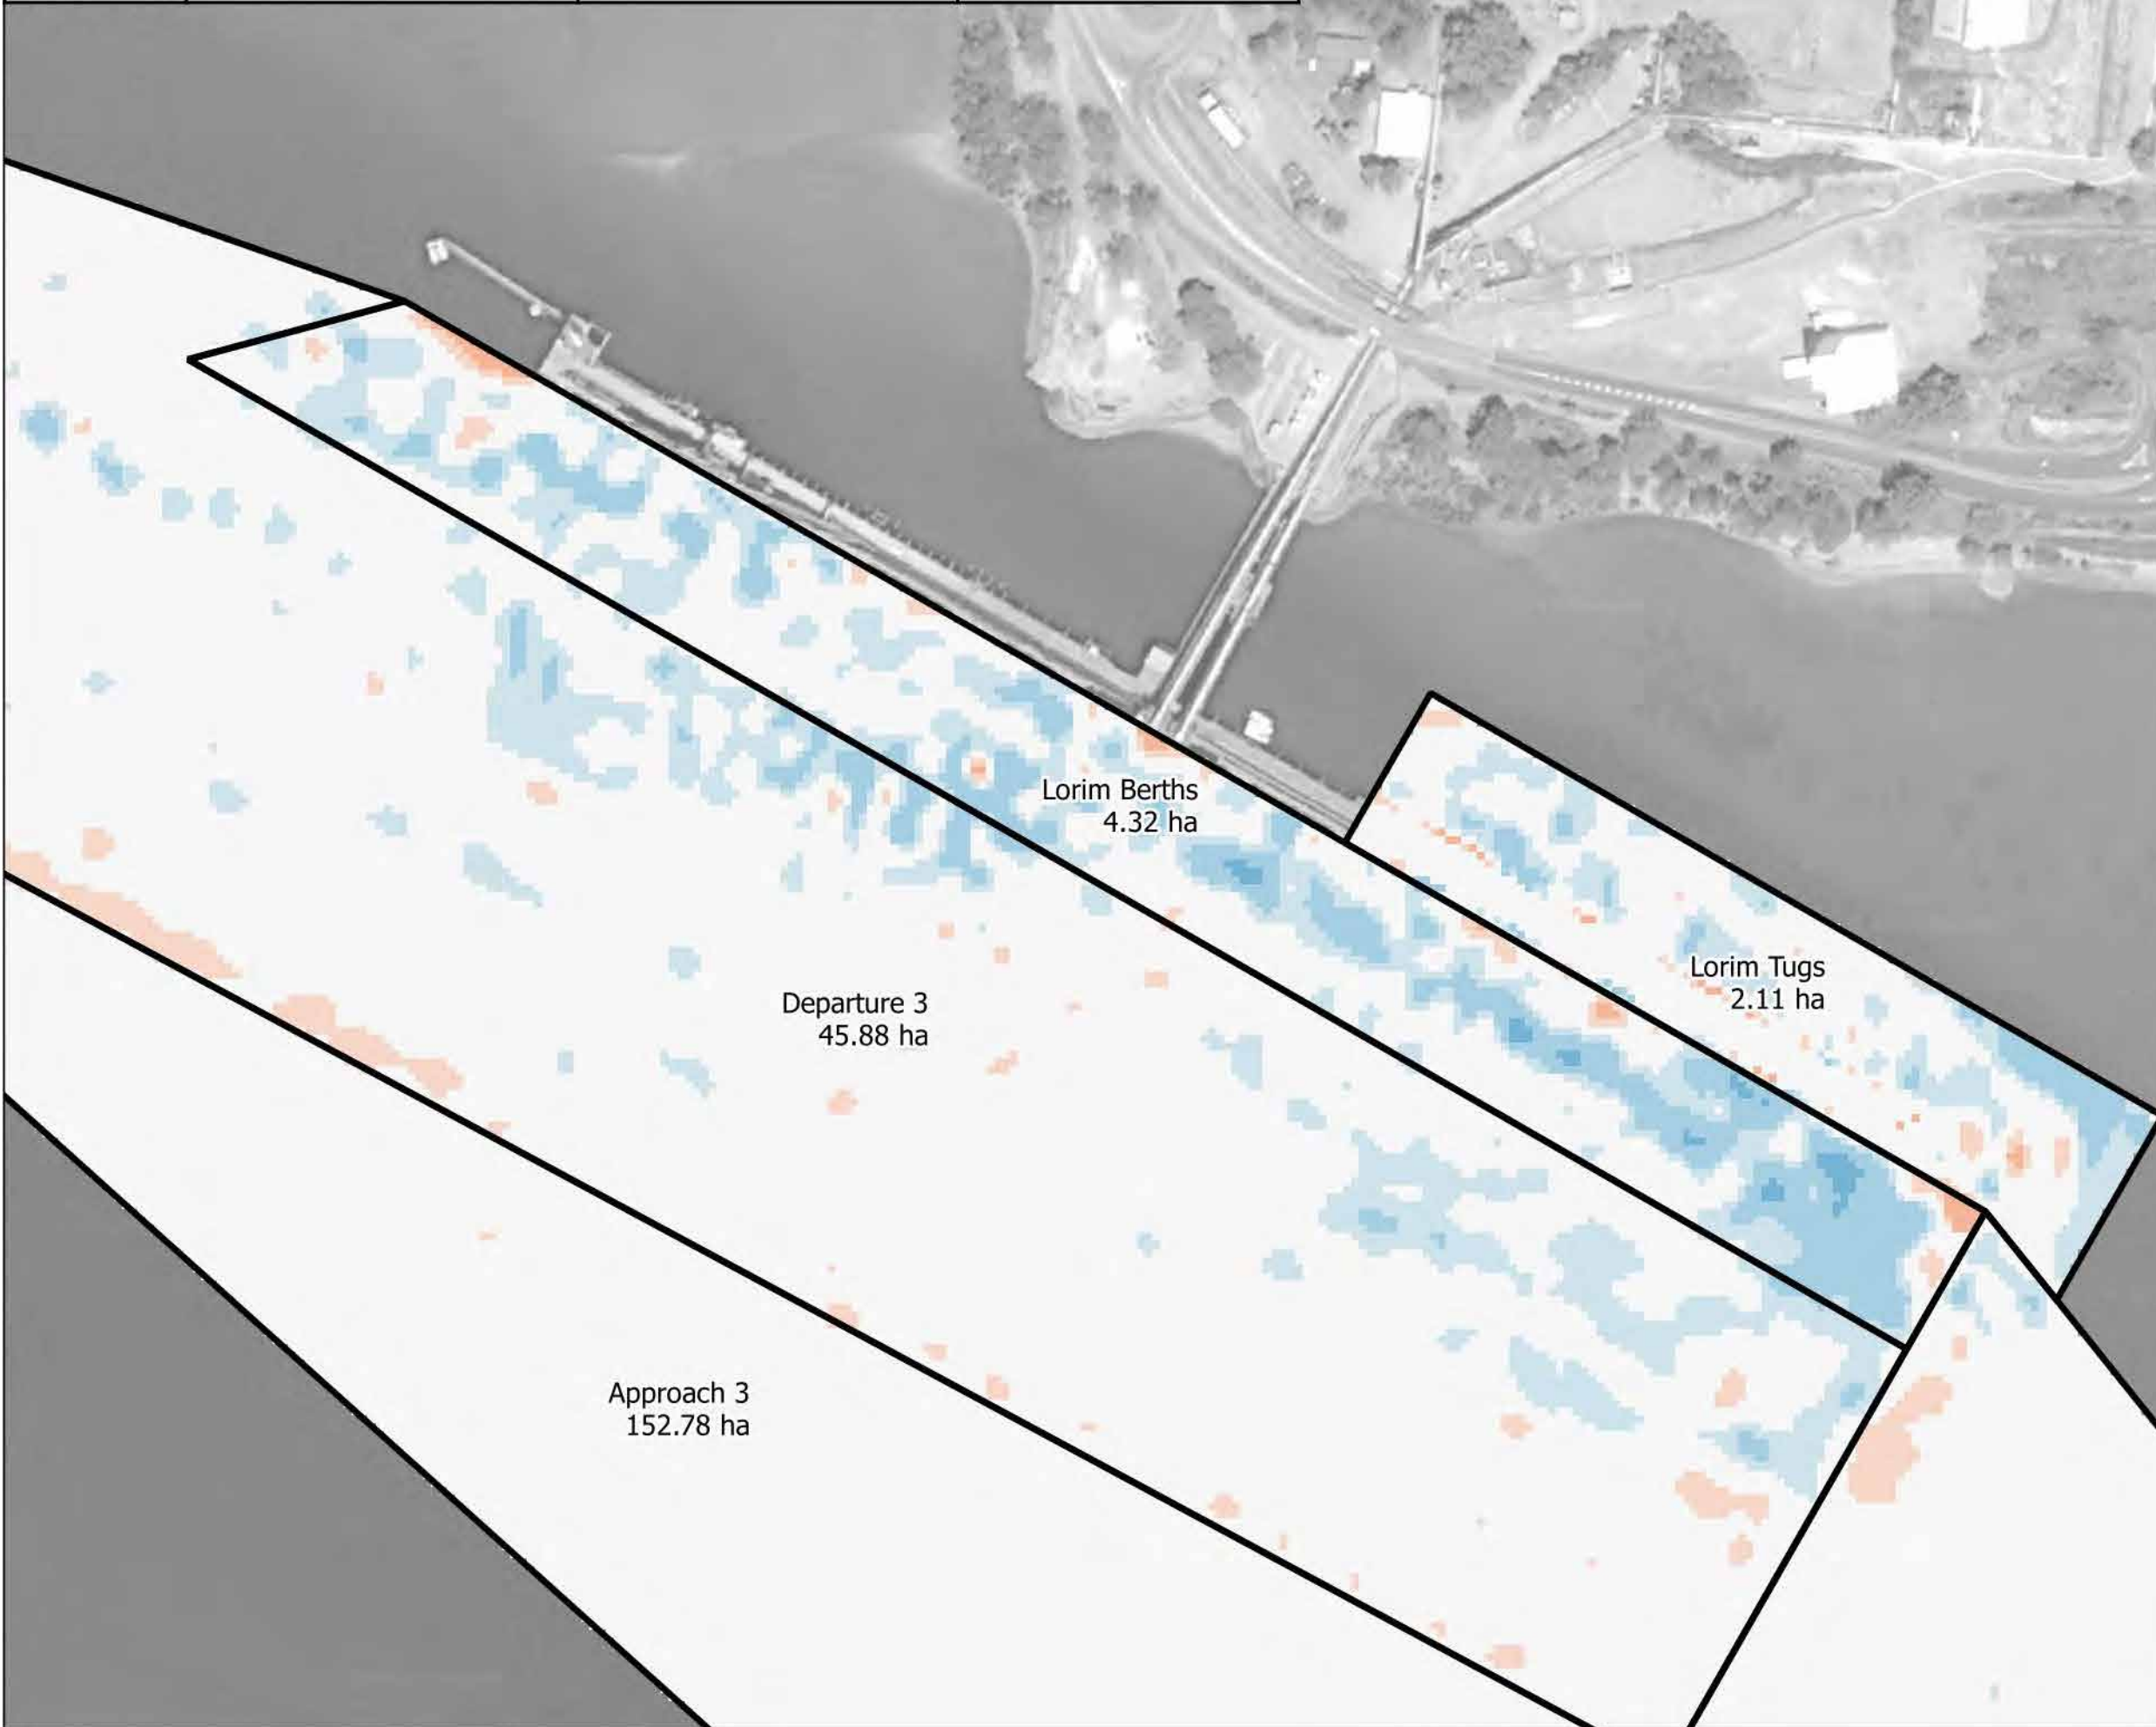 Lorim Berths
4.32 ha
Lorim Tugs
2.11 ha
Departure 3
45.88 ha
Approach 3
152.78 ha